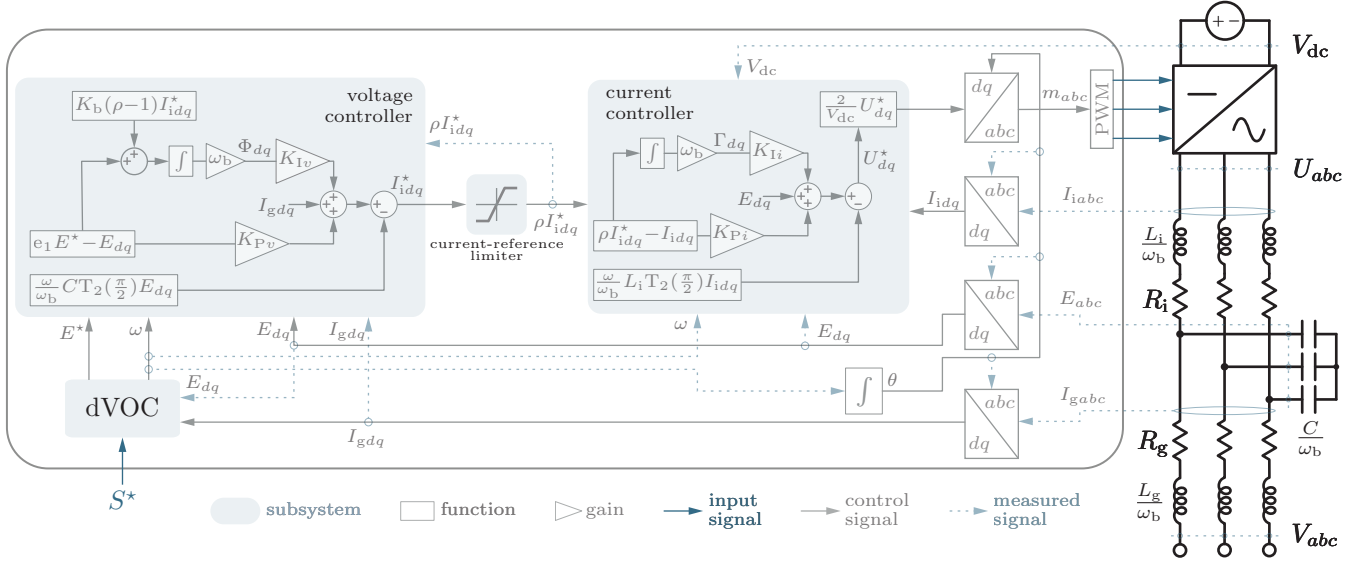 + −
V_dc
V_dc
voltage
controller
K_b(ρ−1)I*_idq
+
+
∫
ω_b
Φ_dq
K_Iv
I_gdq
+
+
+
+
−
I*_idq
e_1E*−E_dq
K_Pv
ω/ω_b CT_2(π/2)E_dq
ρI*_idq
ρI*_idq
current-reference
limiter
current
controller
2/V_dc U*_dq
∫
ω_b
Γ_dq
K_Ii
U*_dq
E_dq
+
+
+
+
−
ρI*_idq−I_idq
K_Pi
ω/ω_b L_iT_2(π/2)I_idq
dq
abc
m_abc
PWM
U_abc
I_idq
abc
dq
I_iabc
L_i/ω_b
R_i
E*
ω
E_dq
I_gdq
ω
E_dq
abc
dq
E_abc
E_dq
dVOC
∫
θ
I_gdq
abc
dq
I_gabc
C/ω_b
R_g
L_g/ω_b
V_abc
S*
subsystem
function
gain
input
signal
control
signal
measured
signal